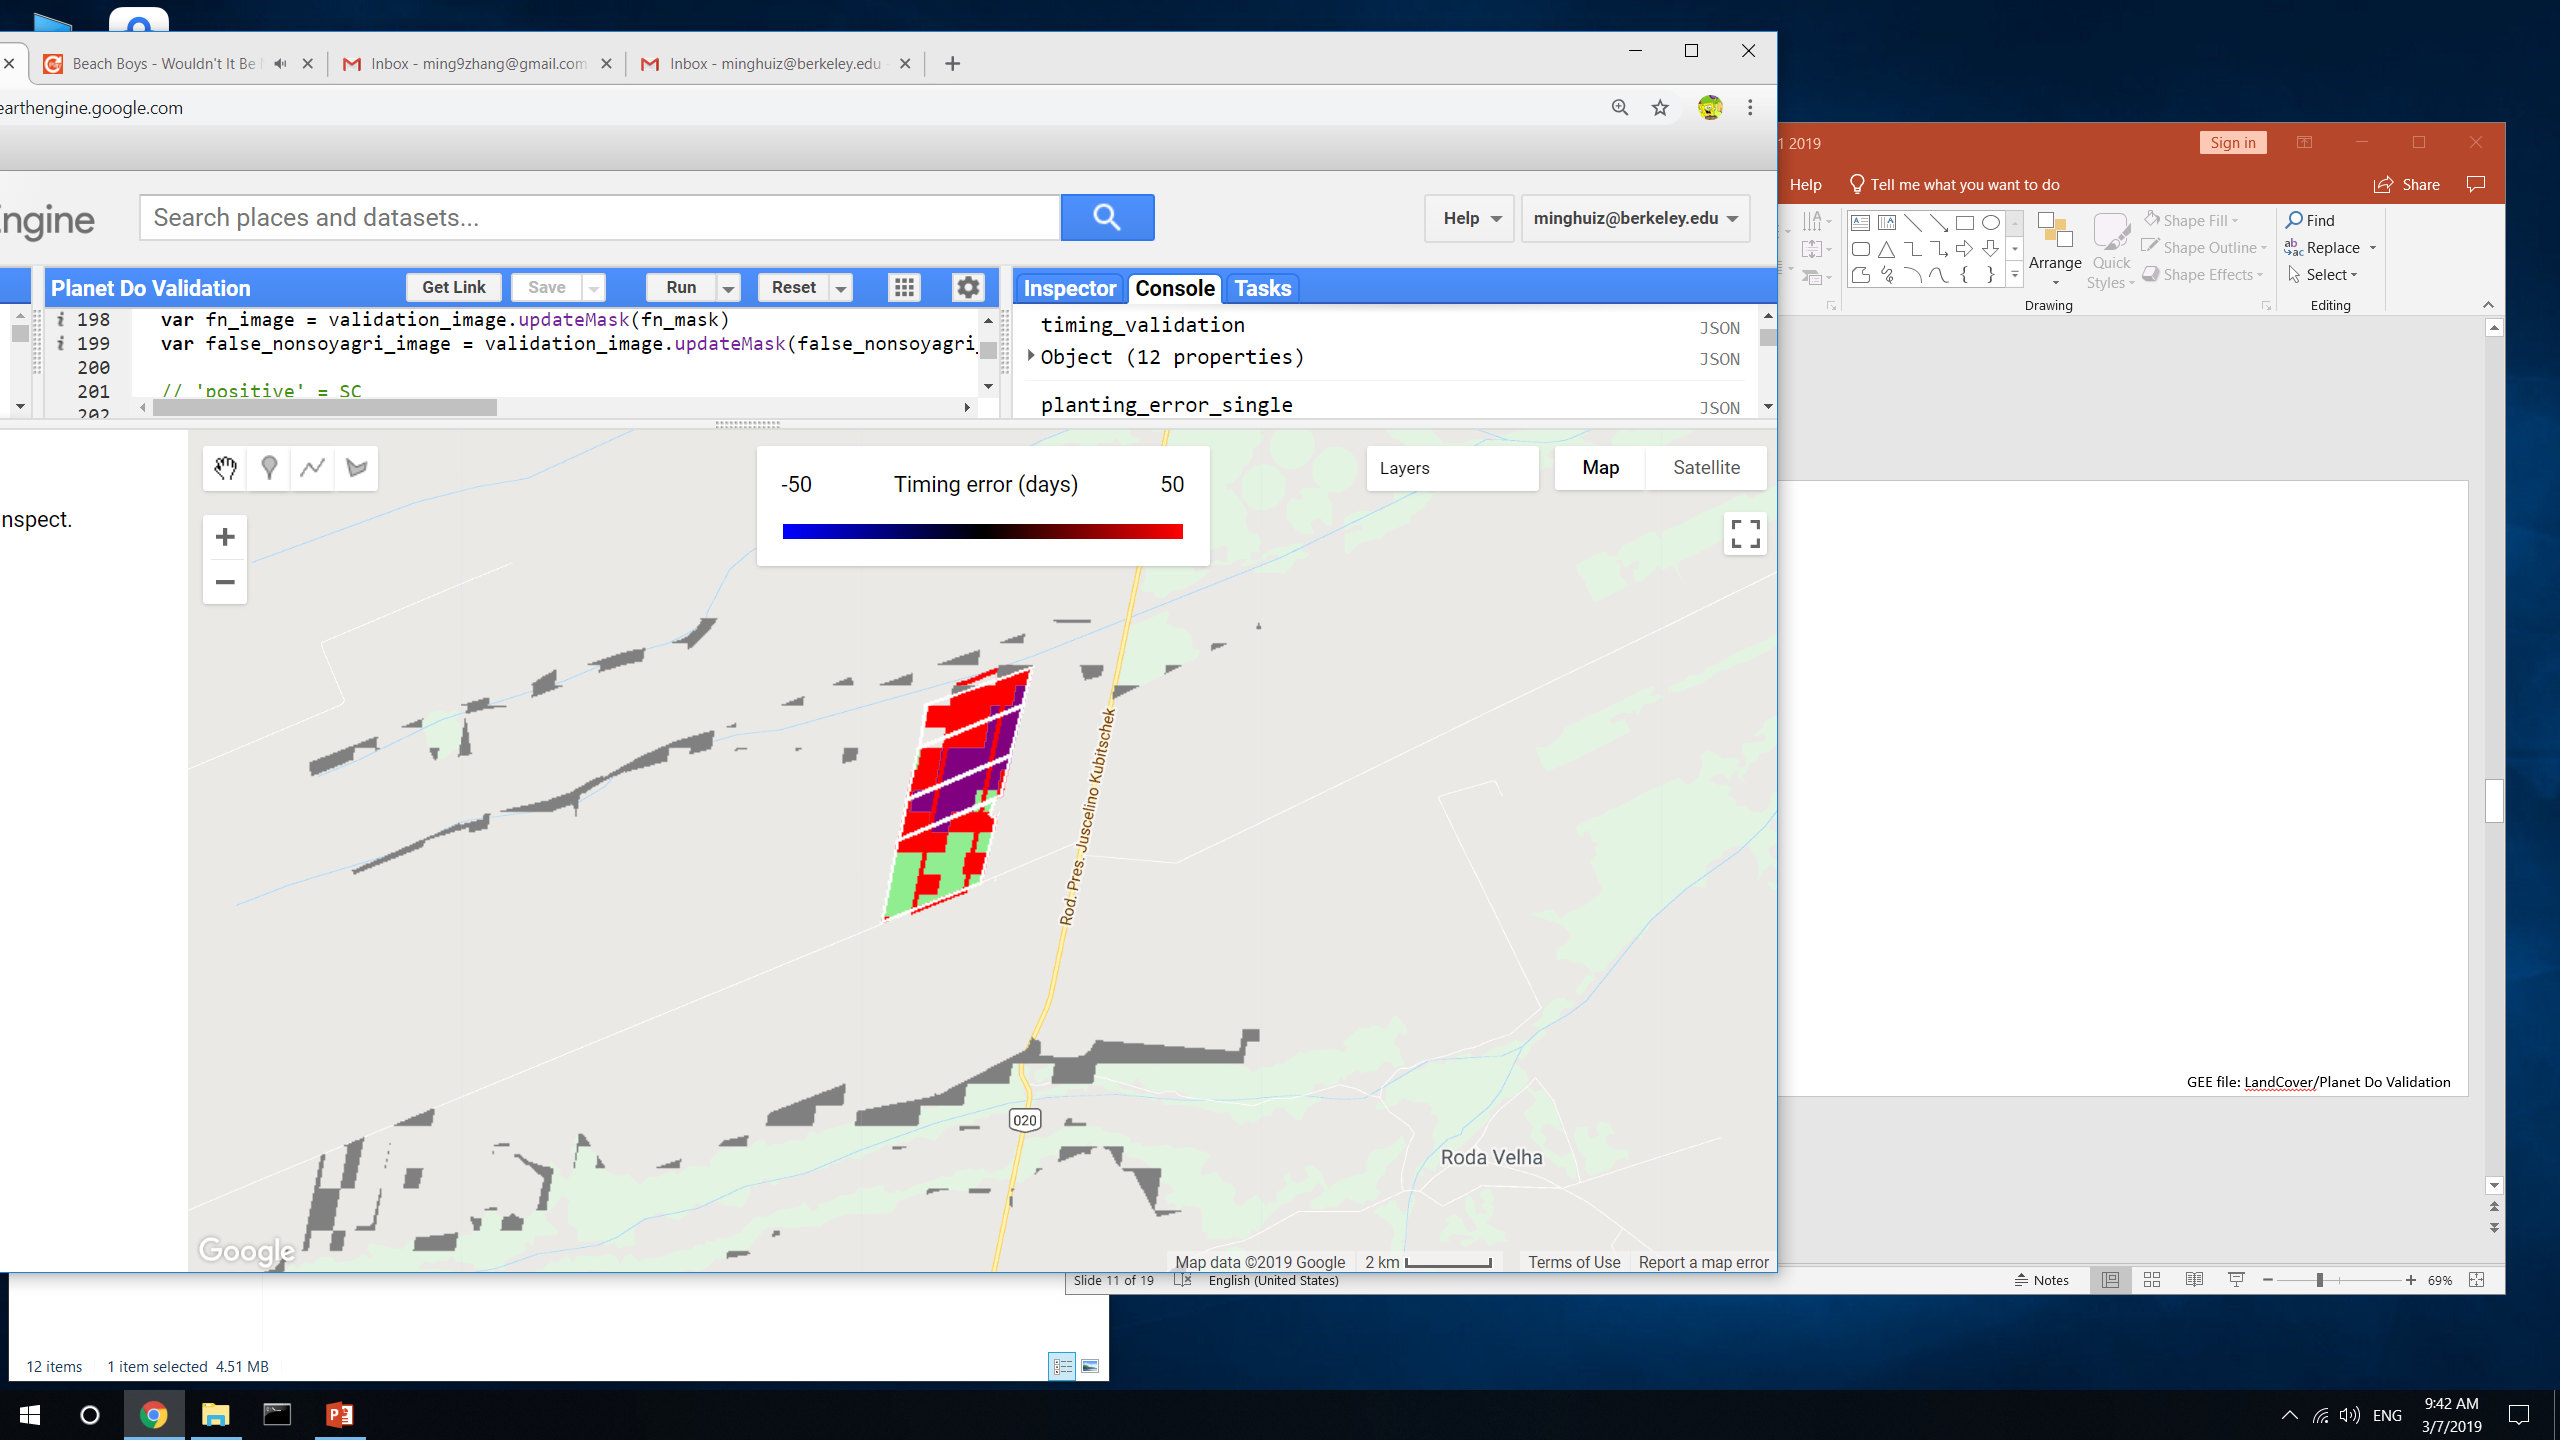 Beach Boys - Wouldn't It Be
Inbox - ming9zhang@gmail.com
Inbox - minghuiz@berkeley.edu
earthengine.google.com
1 2019
Sign in
Help
Tell me what you want to do
Share
Engine
Search places and datasets...
Help
minghuiz@berkeley.edu
Arrange
Quick Styles
Shape Fill
Shape Outline
Shape Effects
Find
Replace
Select
Drawing
Editing
Planet Do Validation
Get Link
Save
Run
Reset
Inspector
Console
Tasks
198 var fn_image = validation_image.updateMask(fn_mask)
199 var false_nonsoyagri_image = validation_image.updateMask(false_nonsoyagri_
200
201 // 'positive' = SC
202
timing_validation JSON
Object (12 properties) JSON
planting_error_single JSON
nspect.
-50 Timing error (days) 50
Layers
Map
Satellite
Rod. Pres. Juscelino Kubitschek
020
Roda Velha
Google
Map data ©2019 Google
2 km
Terms of Use
Report a map error
GEE file: LandCover/Planet Do Validation
Slide 11 of 19
English (United States)
Notes
69%
12 items
1 item selected 4.51 MB
ENG
9:42 AM
3/7/2019